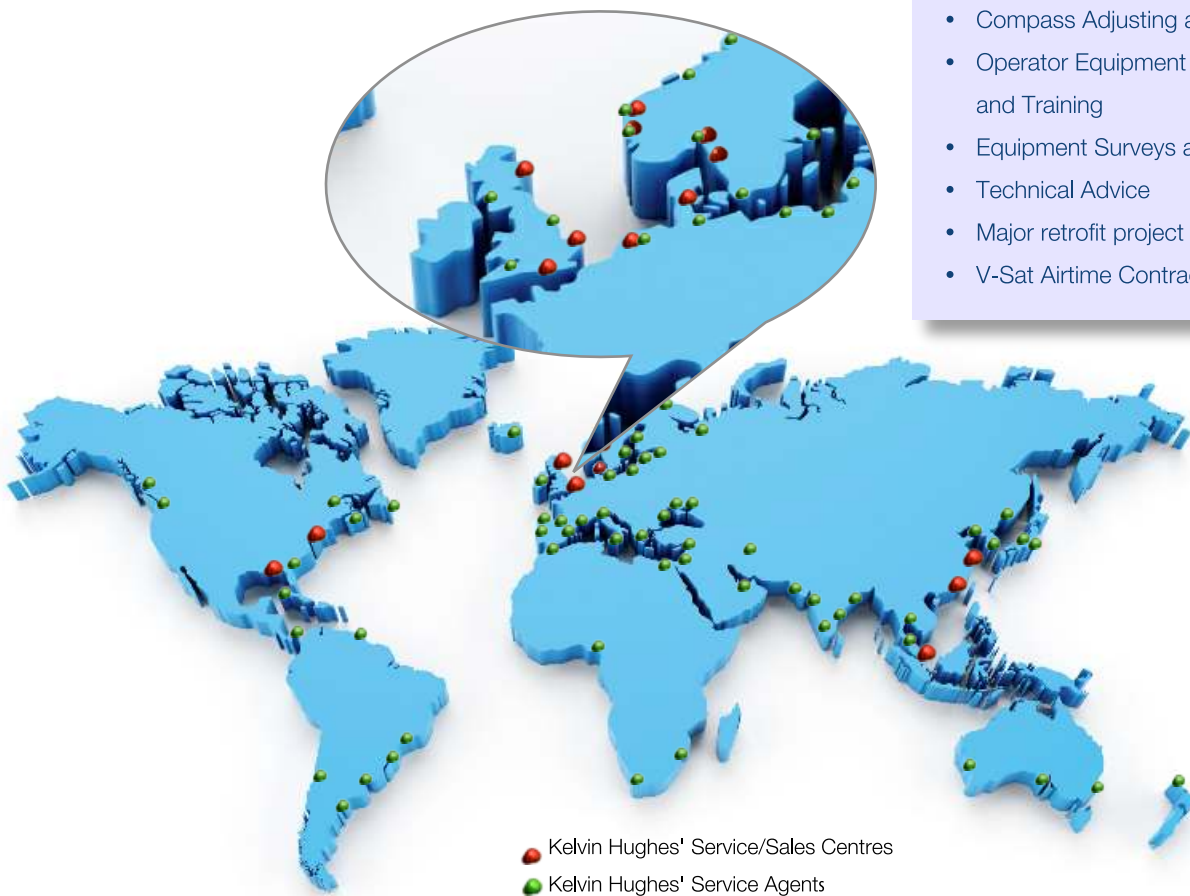 • Compass Adjusting
• Operator Equipment
and Training
• Equipment Surveys
• Technical Advice
• Major retrofit project
• V-Sat Airtime
Kelvin Hughes' Service/Sales Centres
Kelvin Hughes' Service Agents